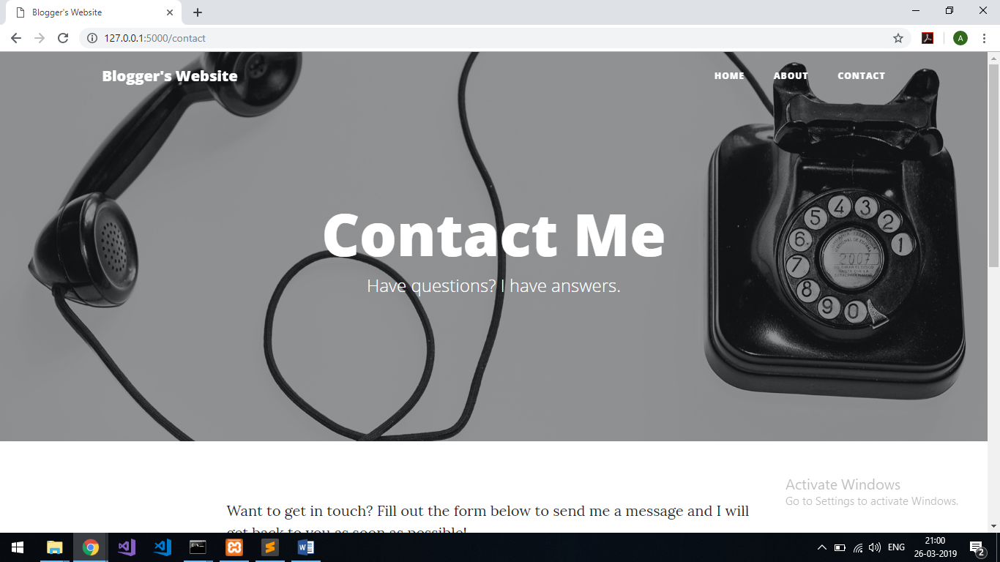 Blogger's Website
127.0.0.1:5000/contact
A
Blogger's Website
HOME ABOUT CONTACT
Contact Me
Have questions? I have answers.
1
2
3
4
5
6.
7
8
9
0
2007
Activate Windows
Go to Settings to activate Windows.
Want to get in touch? Fill out the form below to send me a message and I will
get back to you as soon as possible!
ENG
21:00
26-03-2019
2